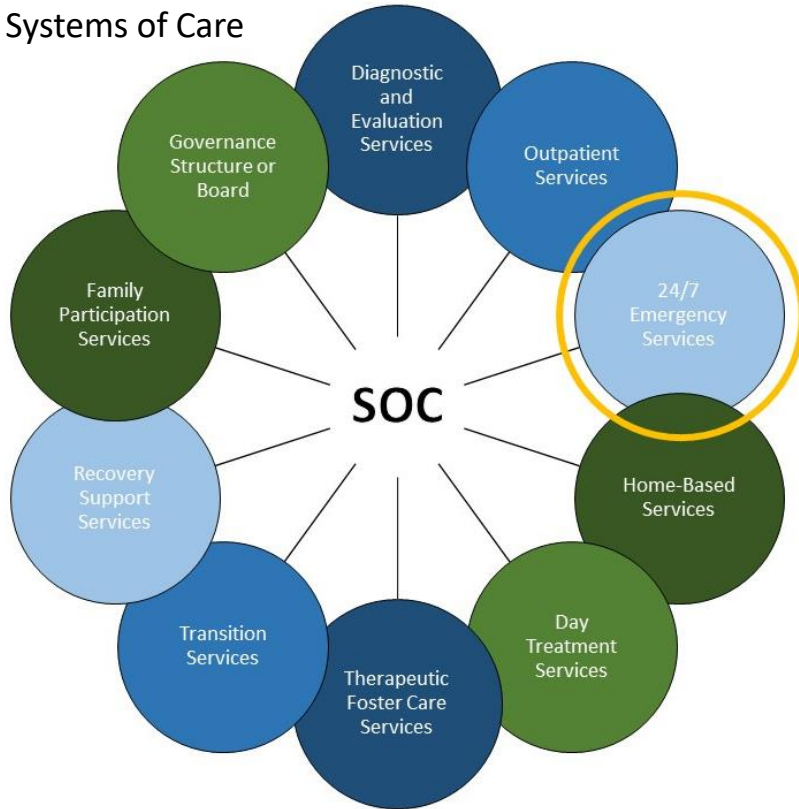 Systems of Care
Diagnostic
and
Evaluation
Services
Outpatient
Services
24/7
Emergency
Services
Home-Based
Services
Day
Treatment
Services
Therapeutic
Foster Care
Services
Transition
Services
Recovery
Support
Services
Family
Participation
Services
Governance
Structure or
Board
SOC